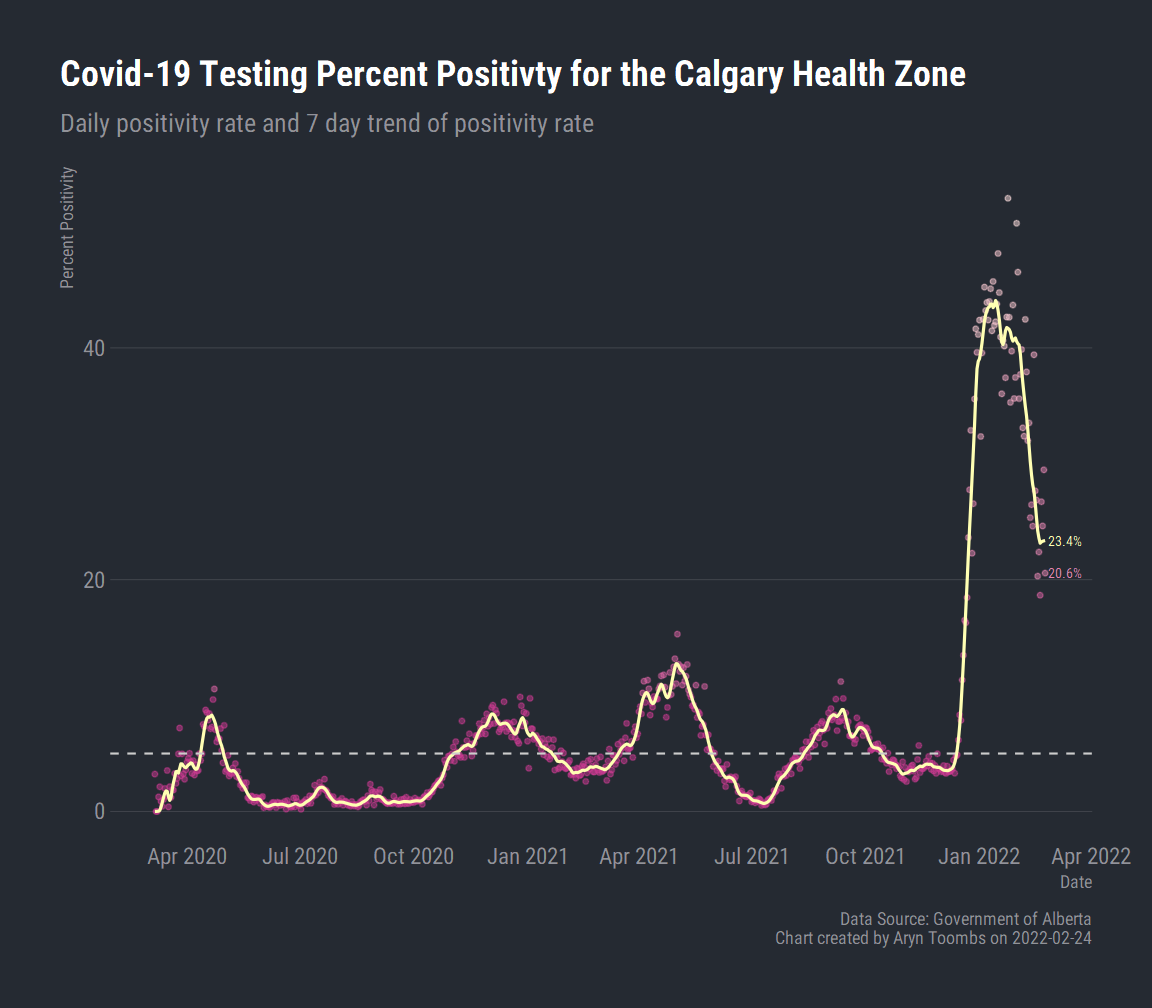 Covid-19 Testing Percent Positivty for the Calgary Health Zone
Daily positivity rate and 7 day trend of positivity rate
Percent Positivity
40
20
0
23.4%
20.6%
Apr 2020 Jul 2020 Oct 2020 Jan 2021 Apr 2021 Jul 2021 Oct 2021 Jan 2022 Apr 2022
Date
Data Source: Government of Alberta
Chart created by Aryn Toombs on 2022-02-24